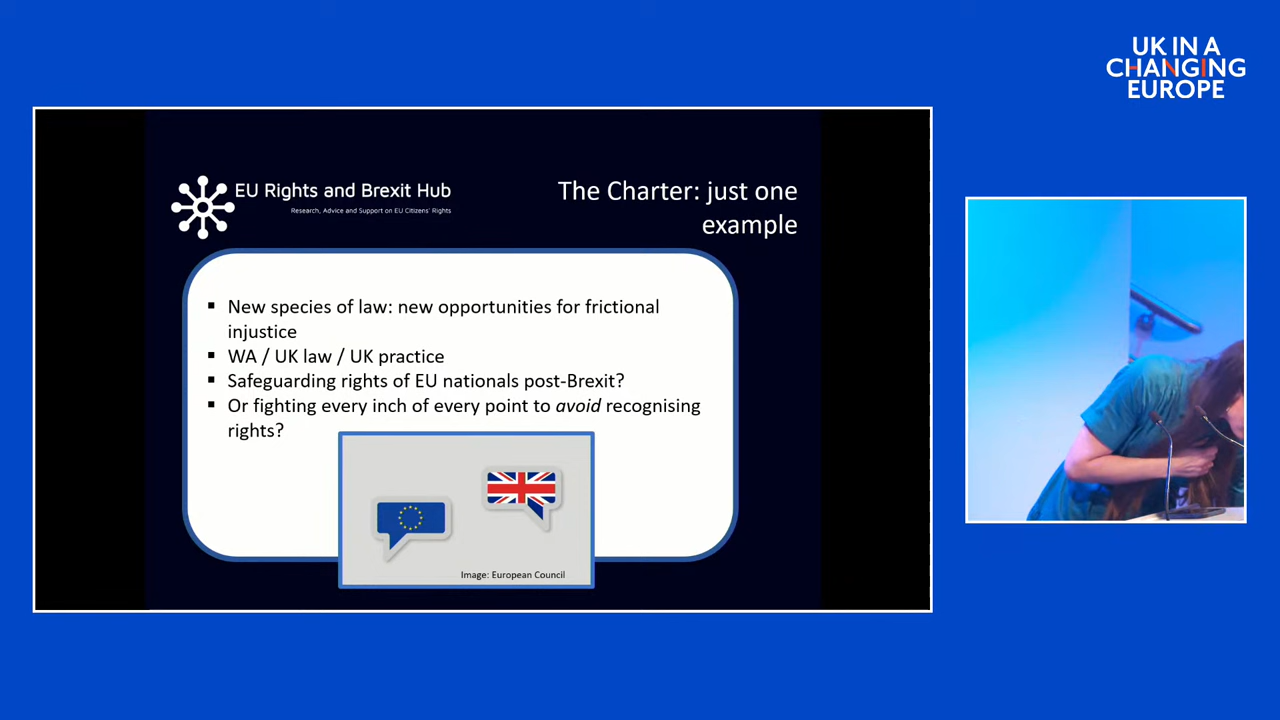 UK IN A
CHANGING
EUROPE
EU Rights and Brexit Hub
Research, Advice and Support on EU Citizens' Rights
The Charter: just one
example
▪ New species of law: new opportunities for frictional
injustice
▪ WA / UK law / UK practice
▪ Safeguarding rights of EU nationals post-Brexit?
▪ Or fighting every inch of every point to avoid recognising
rights?
Image: European Council